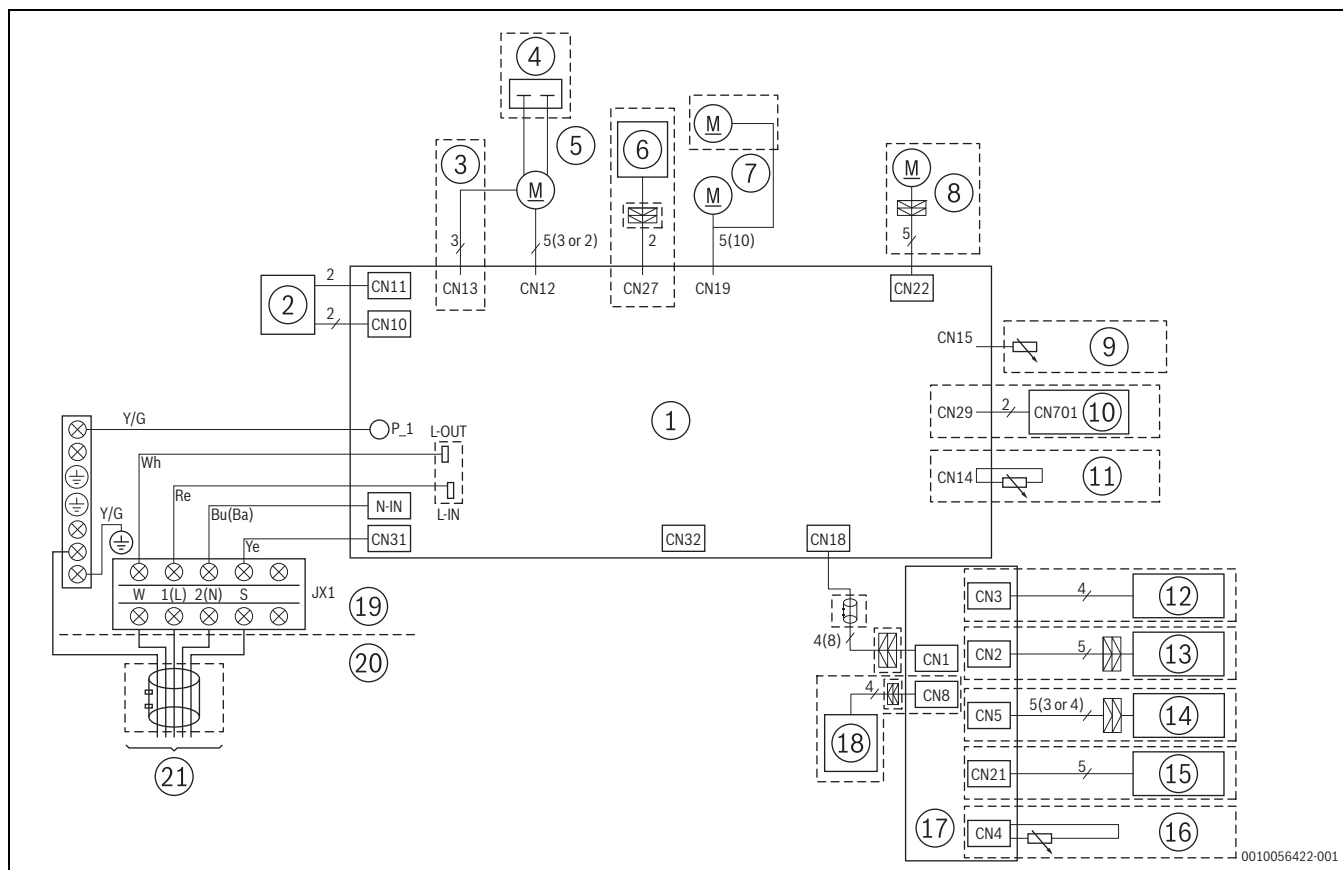 4
5
3
M
6
M
7
M
M
8
3
5(3 or 2)
2
5(10)
5
2
2
CN11
CN13
CN12
CN27
CN19
CN22
2
CN10
CN15
9
CN29
2
CN701
10
1
CN14
11
Y/G
P_1
L-OUT
Wh
Re
L-IN
Y/G
Bu(Ba)
N-IN
Ye
CN31
CN32
CN18
W
1(L)
2(N)
S
JX1
19
20
21
4(8)
CN1
4
CN8
18
17
CN3
4
12
CN2
5
13
CN5
5(3 or 4)
14
CN21
5
15
CN4
16
0010056422-001